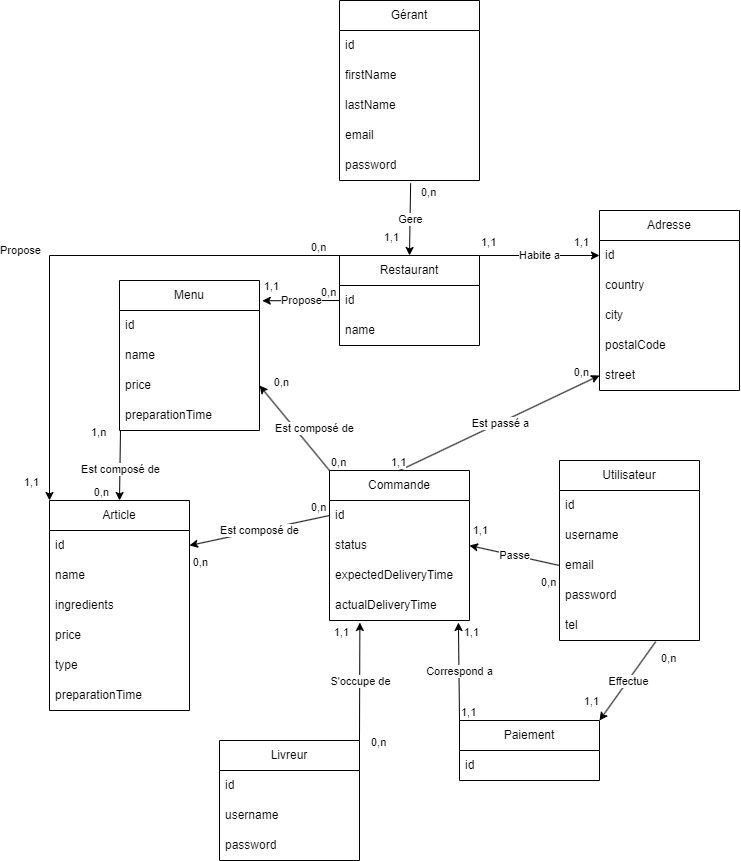 Gérant
id
firstName
lastName
email
password
0,n
Gere
1,1
Propose
0,n
1,1
Habite a
1,1
Restaurant
id
name
Adresse
id
country
city
postalCode
street
1,1
Propose
0,n
Menu
id
name
price
preparationTime
0,n
Est composé de
0,n
0,n
Est passé a
1,1
1,n
Est composé de
0,n
1,1
Article
id
name
ingredients
price
type
preparationTime
0,n
Est composé de
0,n
Commande
id
status
expectedDeliveryTime
actualDeliveryTime
1,1
Passe
0,n
Utilisateur
id
username
email
password
tel
0,n
Effectue
1,1
1,1
S'occupe de
0,n
1,1
Correspond a
1,1
Paiement
id
Livreur
id
username
password